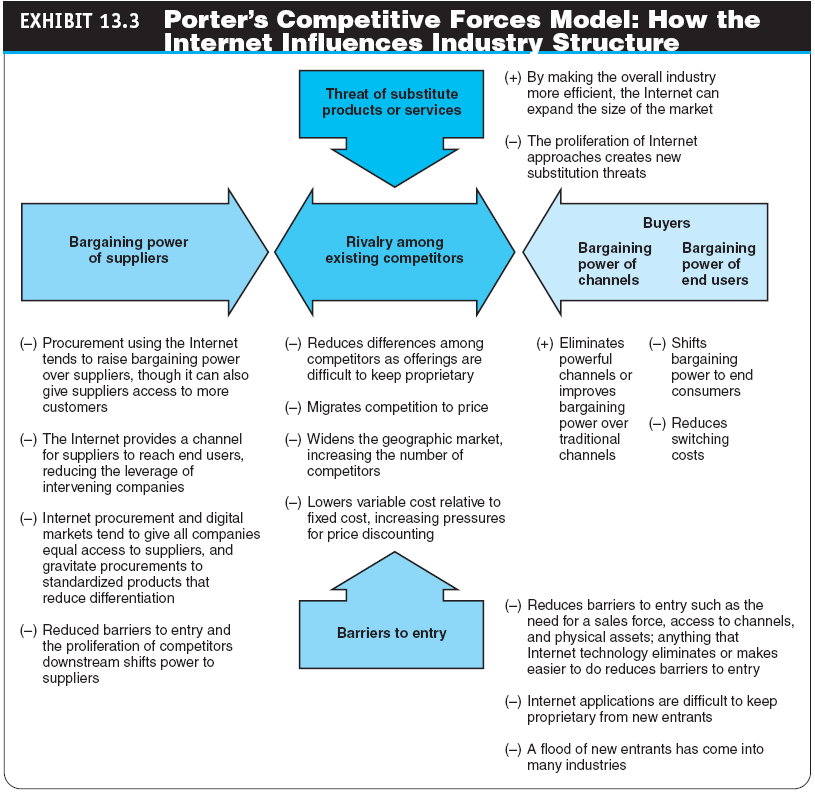 EXHIBIT 13.3
Porter's Competitive Forces Model: How the
Internet Influences Industry Structure
Threat of substitute
products or services
(+) By making the overall industry
more efficient, the Internet can
expand the size of the market
(–) The proliferation of Internet
approaches creates new
substitution threats
Bargaining power
of suppliers
Rivalry among
existing competitors
Buyers
Bargaining
power of
channels
Bargaining
power of
end users
(–) Procurement using the Internet
tends to raise bargaining power
over suppliers, though it can also
give suppliers access to more
customers
(–) The Internet provides a channel
for suppliers to reach end users,
reducing the leverage of
intervening companies
(–) Internet procurement and digital
markets tend to give all companies
equal access to suppliers, and
gravitate procurements to
standardized products that
reduce differentiation
(–) Reduced barriers to entry and
the proliferation of competitors
downstream shifts power to
suppliers
(–) Reduces differences among
competitors as offerings are
difficult to keep proprietary
(–) Migrates competition to price
(–) Widens the geographic market,
increasing the number of
competitors
(–) Lowers variable cost relative to
fixed cost, increasing pressures
for price discounting
(+) Eliminates
powerful
channels or
improves
bargaining
power over
traditional
channels
(–) Shifts
bargaining
power to end
consumers
(–) Reduces
switching
costs
Barriers to entry
(–) Reduces barriers to entry such as the
need for a sales force, access to channels,
and physical assets; anything that
Internet technology eliminates or makes
easier to do reduces barriers to entry
(–) Internet applications are difficult to keep
proprietary from new entrants
(–) A flood of new entrants has come into
many industries